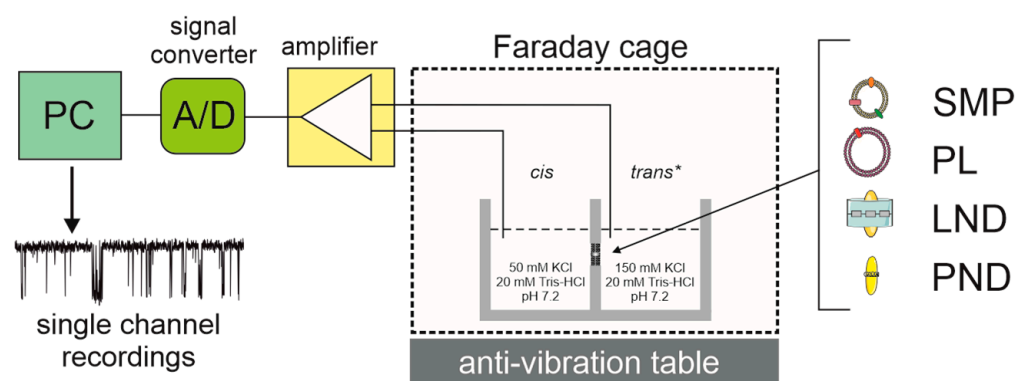 signal
converter
amplifier
Faraday cage
PC
A/D
SMP
PL
LND
PND
cis
trans*
50 mM KCl
20 mM Tris-HCl
pH 7.2
150 mM KCl
20 mM Tris-HCl
pH 7.2
single channel
recordings
anti-vibration table